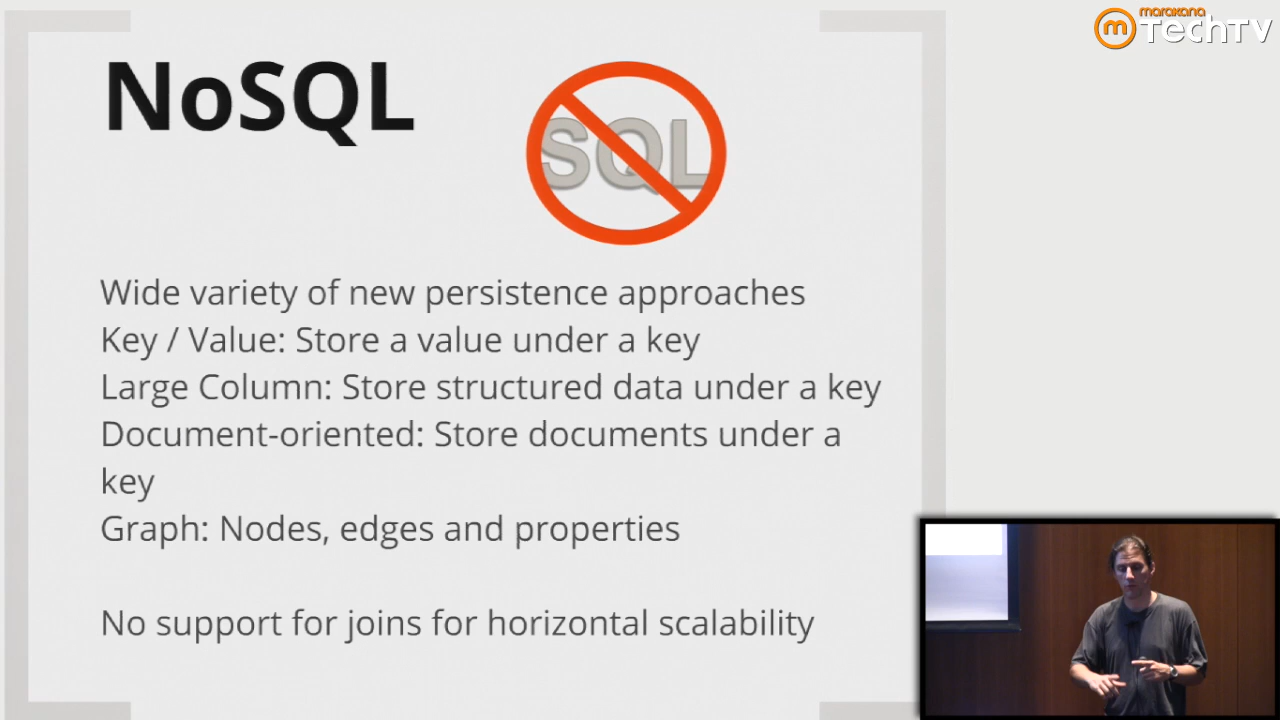 marakana
TechTV
NoSQL
SQL
Wide variety of new persistence approaches
Key / Value: Store a value under a key
Large Column: Store structured data under a key
Document-oriented: Store documents under a
key
Graph: Nodes, edges and properties
No support for joins for horizontal scalability